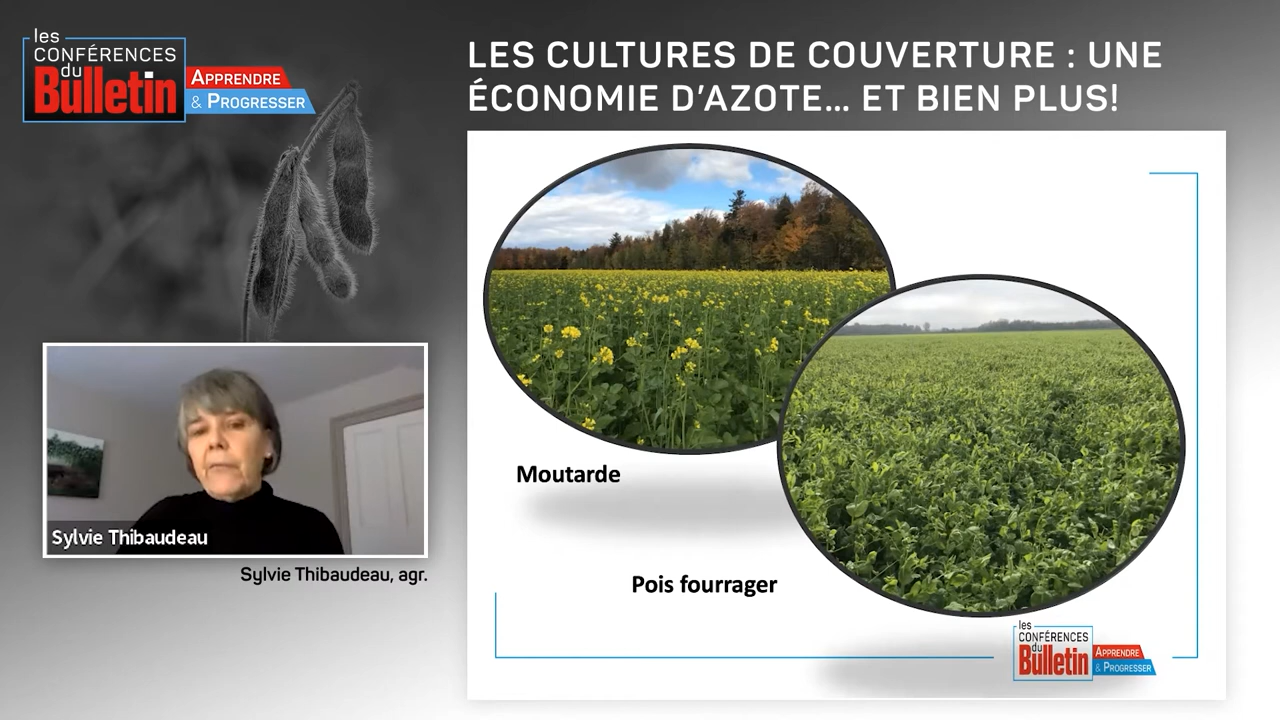 les
CONFÉRENCES
du
Bulletin
APPRENDRE
& PROGRESSER
LES CULTURES DE COUVERTURE : UNE
ÉCONOMIE D'AZOTE... ET BIEN PLUS!
Moutarde
Pois fourrager
Sylvie Thibaudeau
Sylvie Thibaudeau, agr.
les
CONFÉRENCES
du
Bulletin
APPRENDRE
& PROGRESSER